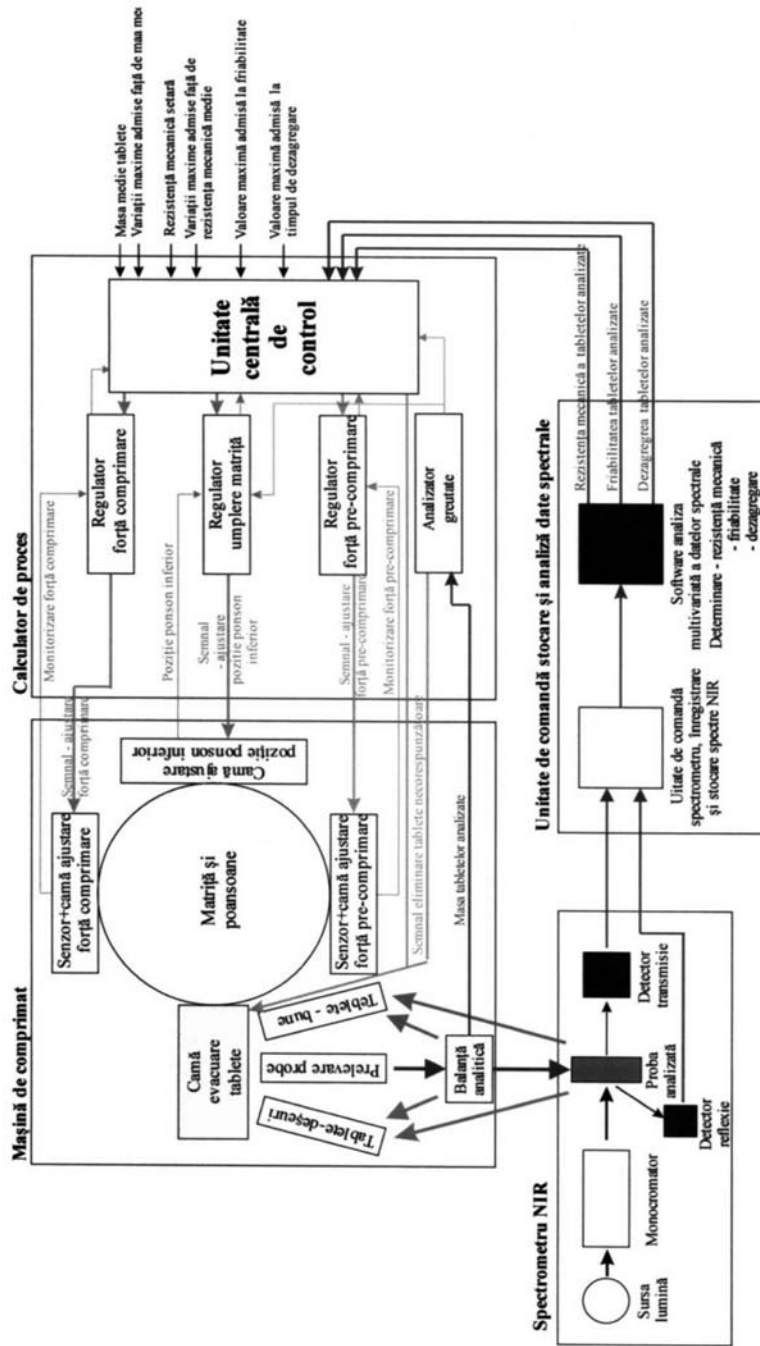 Mașină de comprimat
Senzor+camă ajustare
forță comprimare
Matriță și
poansoane
Camă ajustare
poziție ponson inferior
Senzor+camă ajustare
forță pre-comprimare
Camă
evacuare
tablete
Teblete - bune
Prelevare probe
Tablete-deșeuri
Balanță
analitică
Calculator de proces
Monitorizare forță comprimare
Semnal - ajustare
forță comprimare
Poziție ponson inferior
Semnal
- ajustare
poziție ponson
inferior
Semnal - ajustare
forță pre-comprimare
Monitorizare forță pre-comprimare
Semnal eliminare tablete necorespunzătoare
Masa tabletelor analizate
Regulator
forță comprimare
Regulator
umplere matriță
Regulator
forță pre-comprimare
Analizator
greutate
Unitate
centrală
de
control
Masa medie tablete
Variații maxime admise față de maa me
Rezistență mecanică setară
Variații maxime admise față de
rezistența mecanică medie
Valoare maximă admisă la friabilitate
Valoare maximă admisă la
timpul de dezagregare
Spectrometru NIR
Sursa
lumină
Monocromator
Proba
analizată
Detector
transmisie
Detector
reflexie
Unitate de comandă stocare și analiză date spectrale
Uitate de comandă
spectrometru, înregistrare
și stocare spectre NIR
Software analiza
multivariată a datelor spectrale
Determinare - rezistență mecanică
- friabilitate
- dezagregare
Rezistența mecanică a tabletelor analizate
Friabilitatea tabletelor analizate
Dezagregrea tabletelor analizate